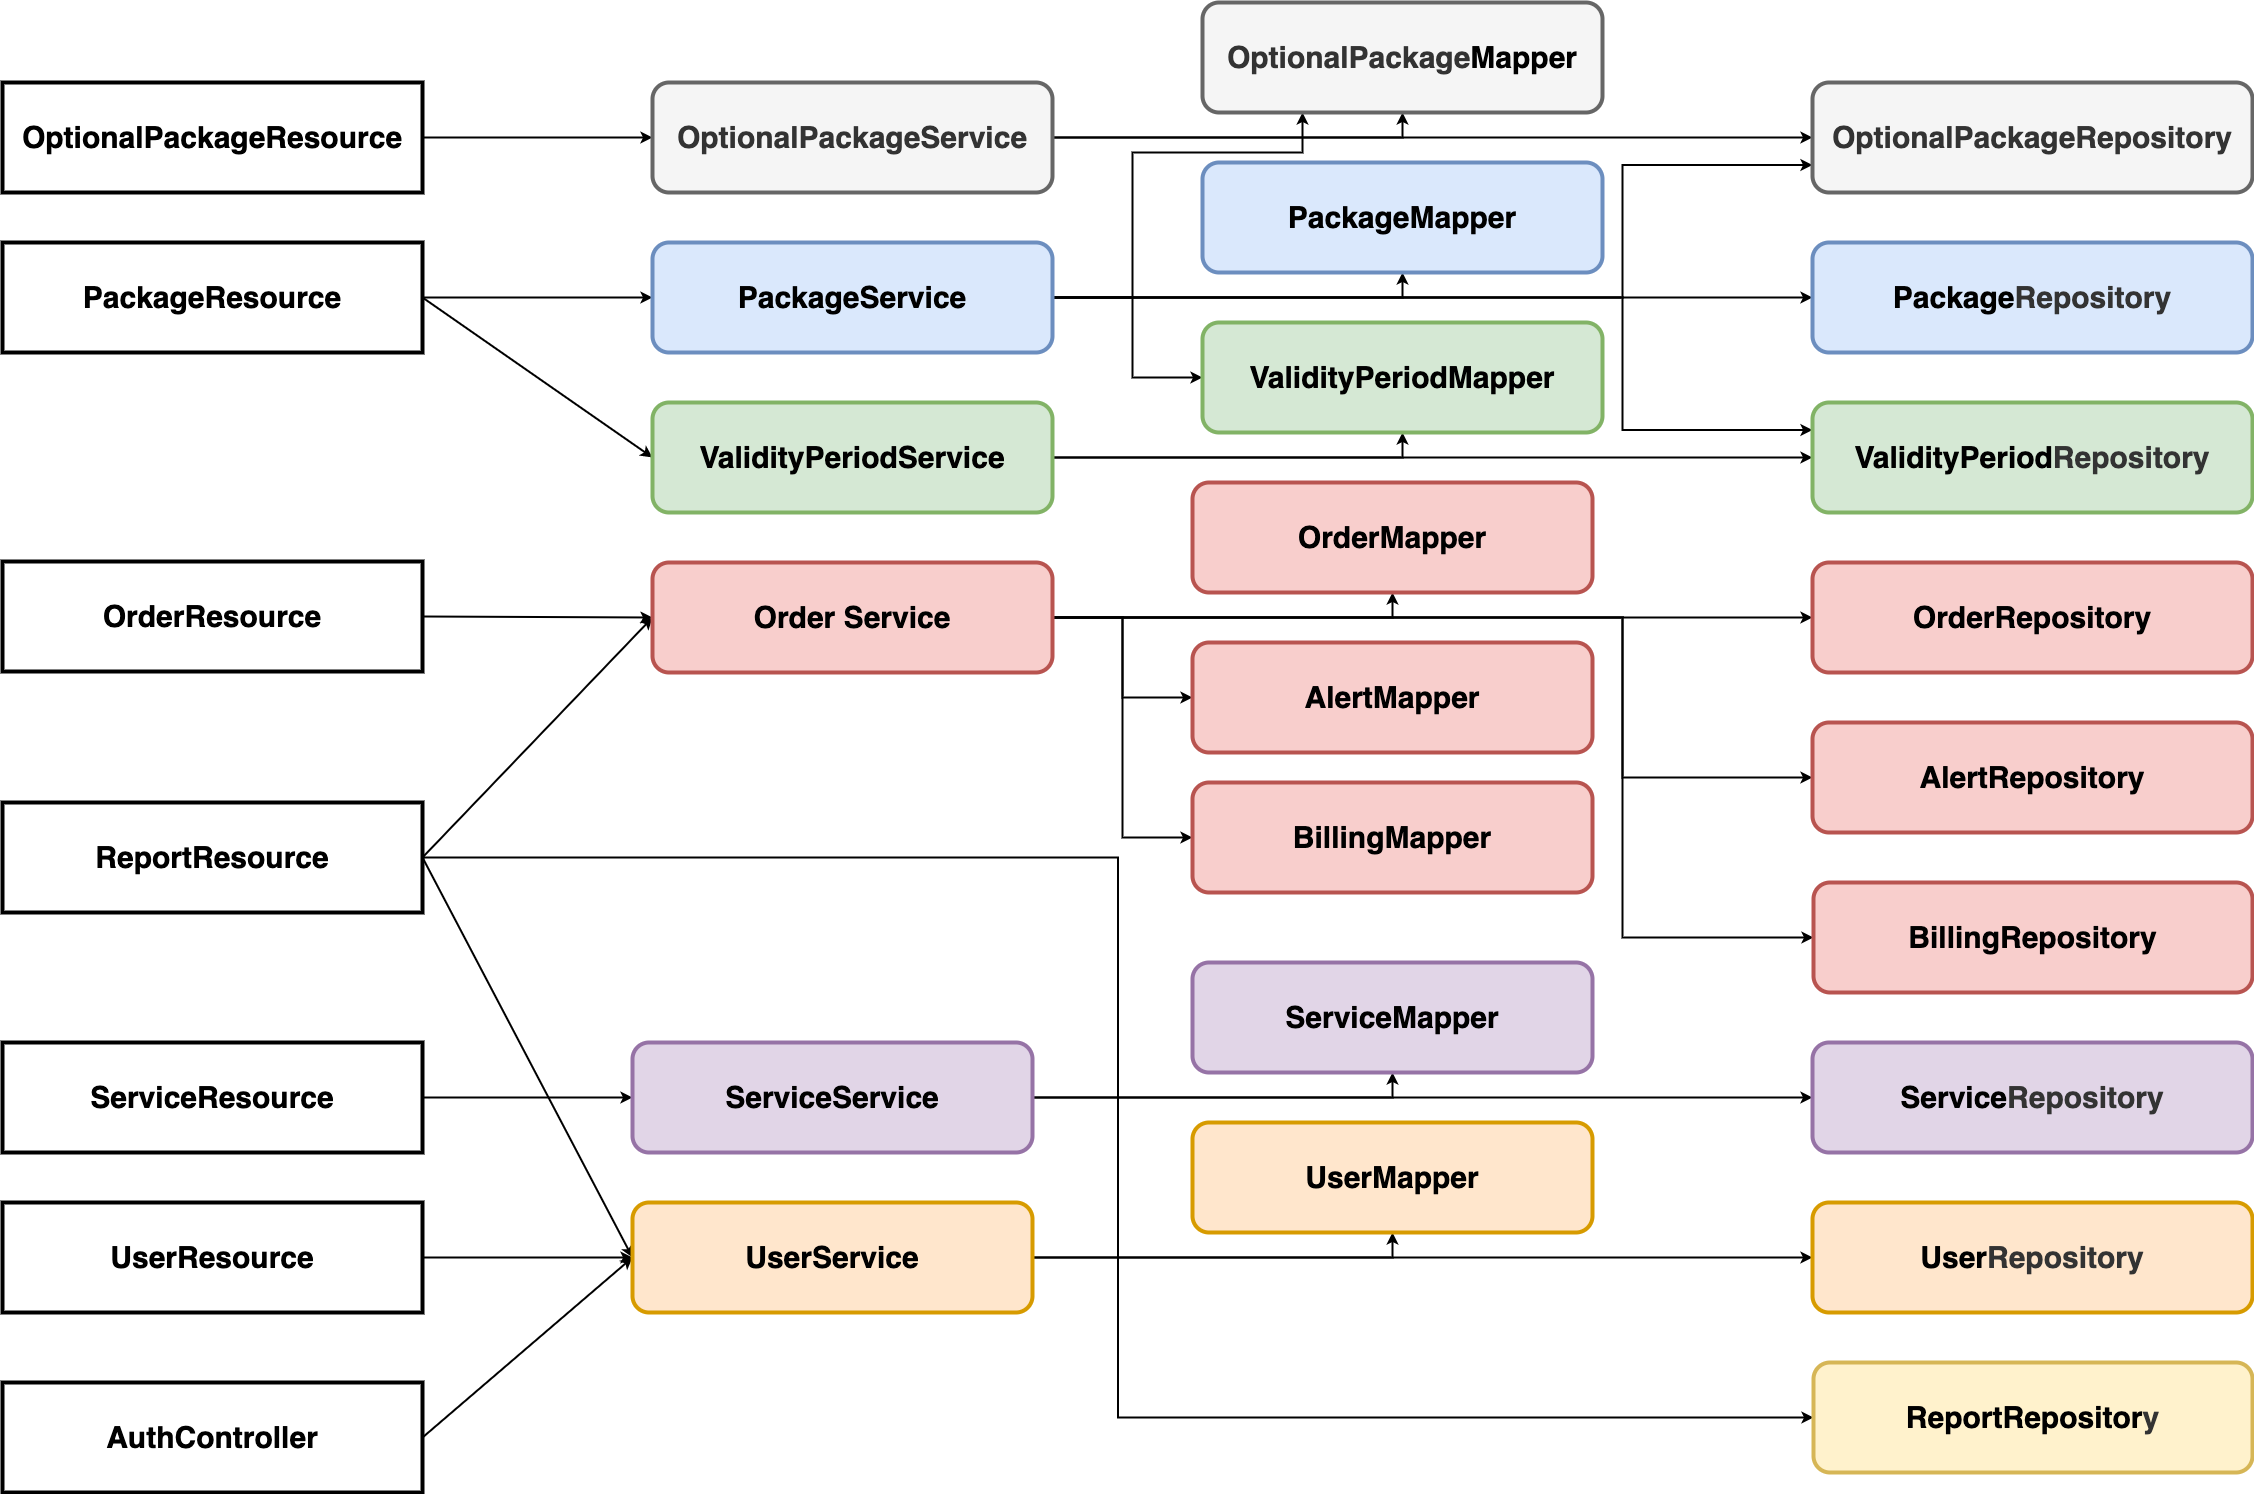 OptionalPackageMapper
OptionalPackageResource
OptionalPackageService
OptionalPackageRepository
PackageMapper
PackageResource
PackageService
PackageRepository
ValidityPeriodMapper
ValidityPeriodService
ValidityPeriodRepository
OrderMapper
OrderResource
Order Service
OrderRepository
AlertMapper
AlertRepository
BillingMapper
ReportResource
BillingRepository
ServiceMapper
ServiceResource
ServiceService
ServiceRepository
UserMapper
UserResource
UserService
UserRepository
AuthController
ReportRepository